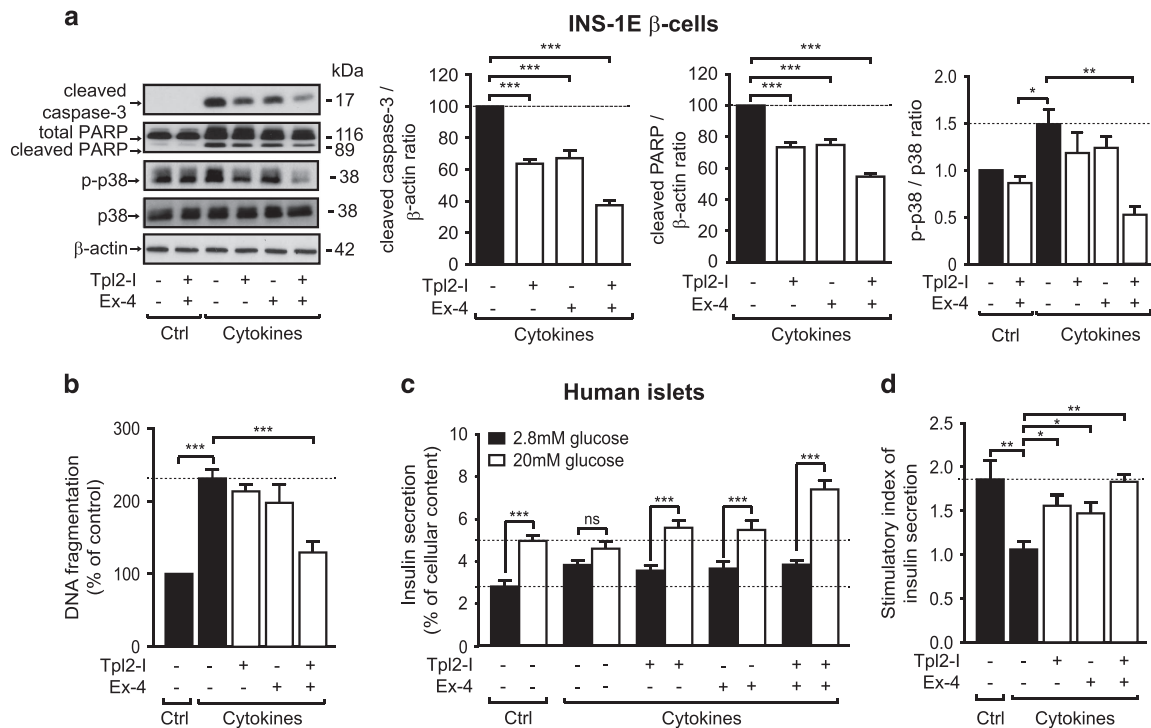 a
INS-1E β-cells
kDa
cleaved
caspase-3
17
total PARP
116
cleaved PARP
89
p-p38
38
p38
38
β-actin
42
Tpl2-I - + - + - +
Ex-4 - + - - + +
Ctrl Cytokines
cleaved caspase-3 /
β-actin ratio
120
100
80
60
40
20
0
***
***
***
Tpl2-I - + - +
Ex-4 - - + +
Cytokines
cleaved PARP /
β-actin ratio
120
100
80
60
40
20
0
***
***
***
Tpl2-I - + - +
Ex-4 - - + +
Cytokines
p-p38 / p38 ratio
2.0
1.5
1.0
0.5
0
**
*
Tpl2-I - + - + - +
Ex-4 - + - - + +
Ctrl Cytokines
Human islets
b
DNA fragmentation
(% of control)
300
200
100
0
***
***
Tpl2-I - - + - +
Ex-4 - - - + +
Ctrl Cytokines
c
Insulin secretion
(% of cellular content)
10
8
6
4
2
0
2.8mM glucose
20mM glucose
***
ns
***
***
***
Tpl2-I - - - - + + - - + +
Ex-4 - - - - - - + + + +
Ctrl Cytokines
d
Stimulatory index of
insulin secretion
2.5
2.0
1.5
1.0
1.5
0.0
**
*
** *
Tpl2-I - - + - +
Ex-4 - - - + +
Ctrl Cytokines